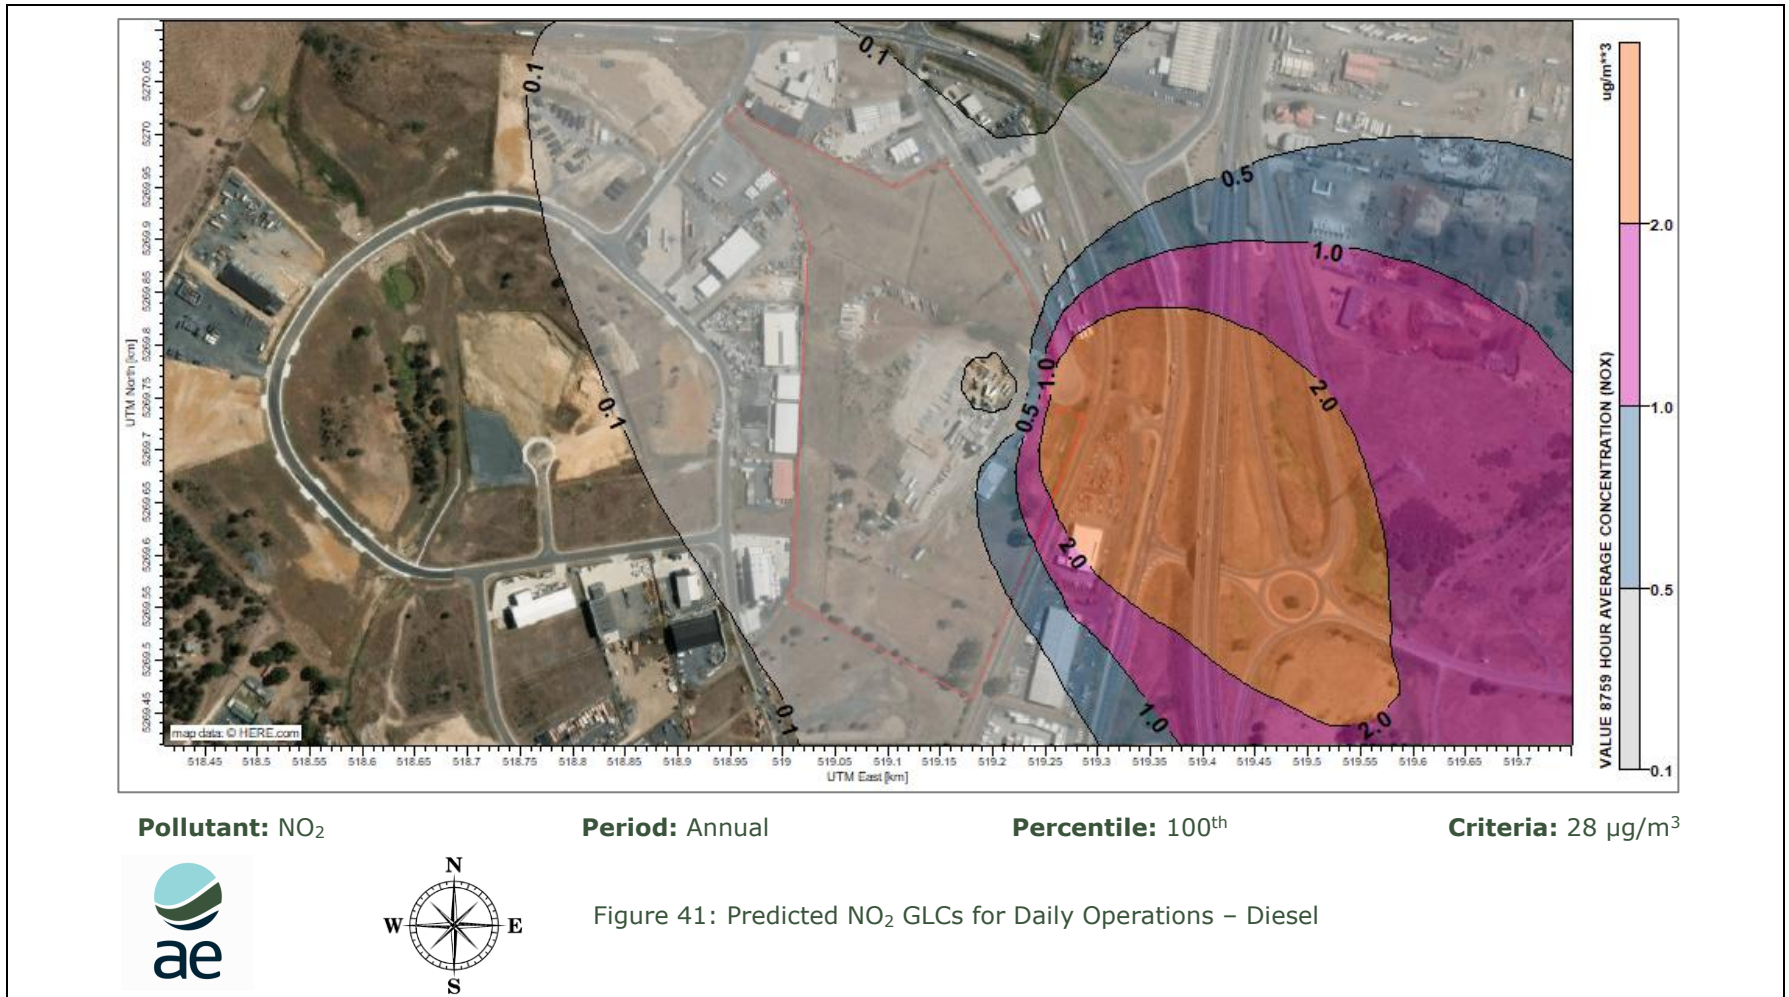 0.1
0.1
0.5
1.0
1.0
2.0
0.5
0.1
2.0
0.1
1.0
2.0
UTM North [km]
5270.05
5270
5269.95
5269.9
5269.85
5269.8
5269.75
5269.7
5269.65
5269.6
5269.55
5269.5
5269.45
map data: © HERE.com
518.45 518.5 518.55 518.6 518.65 518.7 518.75 518.8 518.85 518.9 518.95 519 519.05 519.1 519.15 519.2 519.25 519.3 519.35 519.4 519.45 519.5 519.55 519.6 519.65 519.7
UTM East [km]
ug/m**3
VALUE 8759 HOUR AVERAGE CONCENTRATION (NOX)
2.0
1.0
0.5
0.1
Pollutant: NO₂ Period: Annual Percentile: 100ᵗʰ Criteria: 28 µg/m³
ae
N
W E
S
Figure 41: Predicted NO₂ GLCs for Daily Operations – Diesel